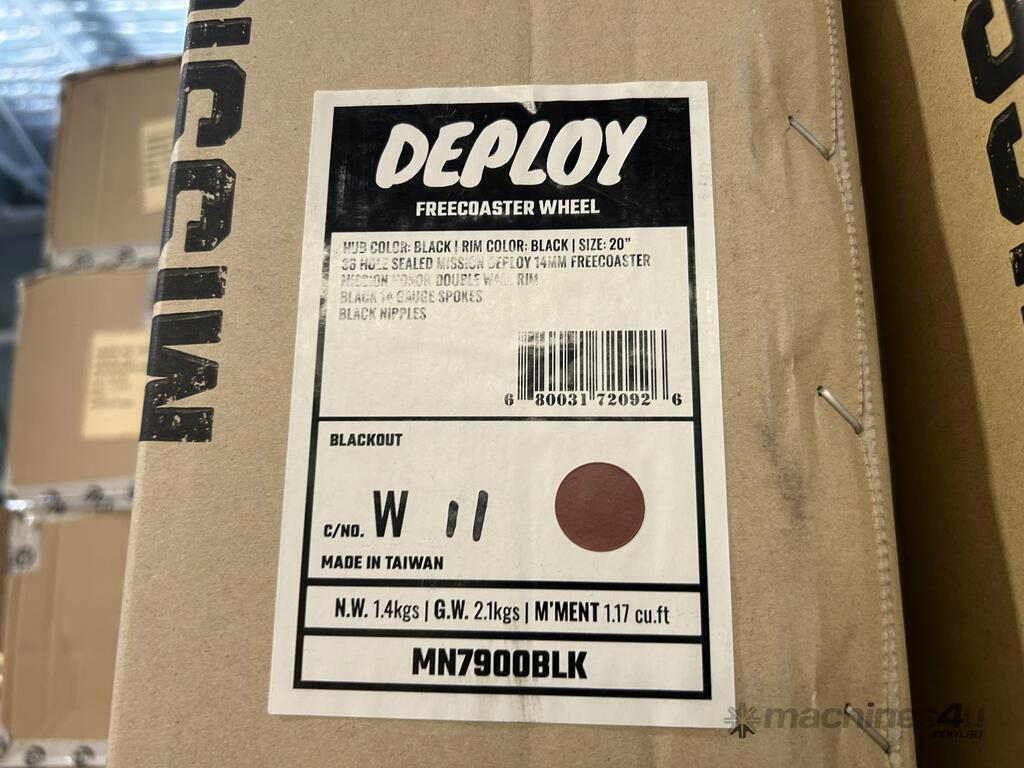 DEPLOY
FREECOASTER WHEEL
HUB COLOR: BLACK | RIM COLOR: BLACK | SIZE: 20"
36 HOLE SEALED MISSION DEPLOY 14MM FREECOASTER
MISSION DOUBLE WALL RIM
BLACK 14 GAUGE SPOKES
BLACK NIPPLES
6 80031 72092 6
BLACKOUT
C/NO. W 11
MADE IN TAIWAN
N.W. 1.4kgs | G.W. 2.1kgs | M'MENT 1.17 cu.ft
MN7900BLK
machines4u
.com.au